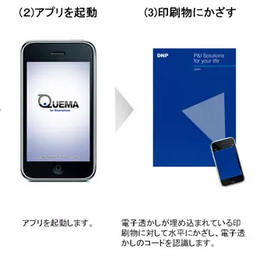 (2)アプリを起動
(3)印刷物にかざす
QUEMA
for Smartphone
DNP
P&I Solutions
for your life
アプリを起動します。
電子透かしが埋め込まれている印
刷物に対して水平にかざし、電子透
かしのコードを認識します。